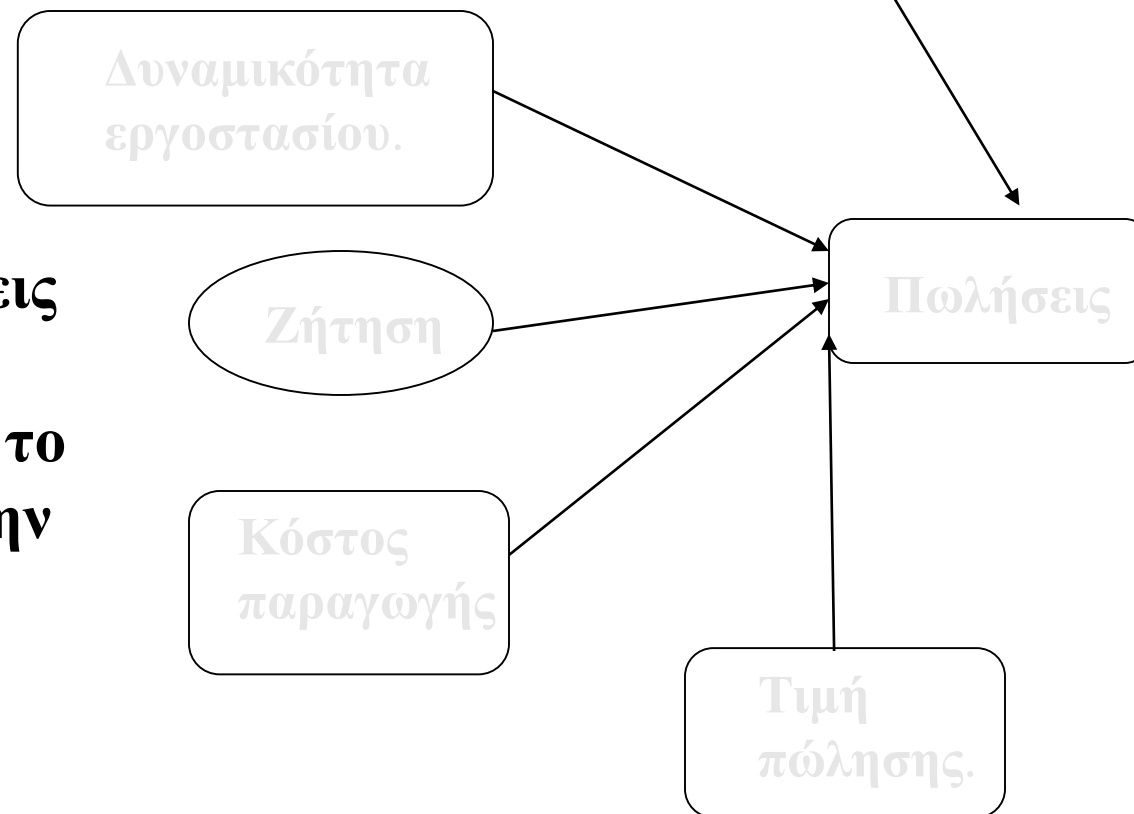 Δυναμικότητα
εργοστασίου.
εις
Ζήτηση
Πωλήσεις
το
ην
Κόστος
παραγωγής
Τιμή
πώλησης.